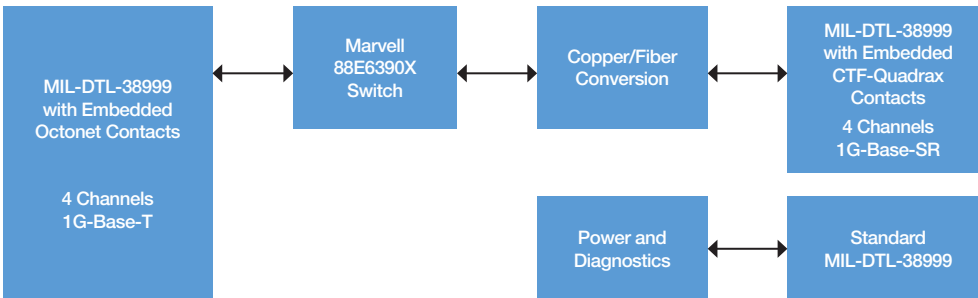 MIL-DTL-38999
with Embedded
Octonet Contacts
4 Channels
1G-Base-T
Marvell
88E6390X
Switch
Copper/Fiber
Conversion
MIL-DTL-38999
with Embedded
CTF-Quadrax
Contacts
4 Channels
1G-Base-SR
Power and
Diagnostics
Standard
MIL-DTL-38999